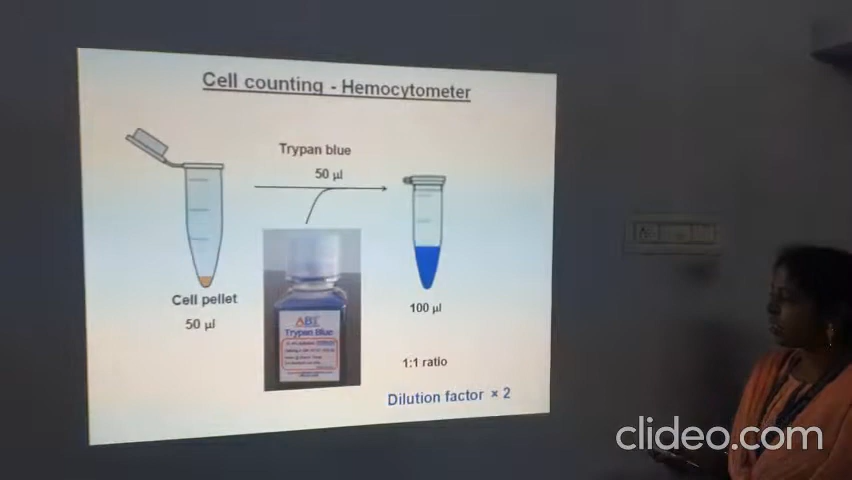 Cell counting - Hemocytometer
Trypan blue
50 µl
Cell pellet
50 µl
100 µl
ABT
Trypan Blue
1:1 ratio
Dilution factor × 2
clideo.com